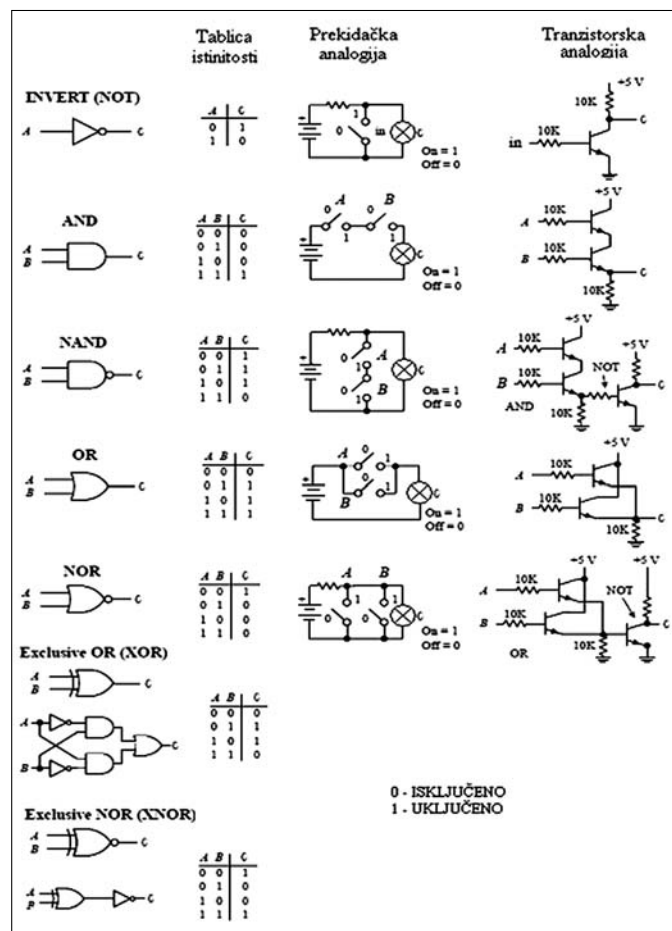 Tablica istinitosti
Prekidačka analogija
Tranzistorska analogija
INVERT (NOT)
A
C
A C
0 1
1 0
+
1
0
in
C
On = 1
Off = 0
+5 V
10K
C
in
10K
AND
A
B
C
A B C
0 0 0
0 1 0
1 0 0
1 1 1
A
B
0
1
0
1
+
C
On = 1
Off = 0
+5 V
A
10K
B
10K
C
10K
NAND
A
B
C
A B C
0 0 1
0 1 1
1 0 1
1 1 0
+
0
A
1
0
B
1
C
On = 1
Off = 0
+5 V
A
10K
B
10K
AND
10K
NOT
+5 V
C
OR
A
B
C
A B C
0 0 0
0 1 1
1 0 1
1 1 1
A
0
1
B
0
1
+
C
On = 1
Off = 0
+5 V
A
10K
B
10K
10K
C
NOR
A
B
C
A B C
0 0 1
0 1 0
1 0 0
1 1 0
A
B
1
0
1
0
+
C
On = 1
Off = 0
+5 V
A
10K
B
10K
OR
10K
NOT
+5 V
C
Exclusive OR (XOR)
A
B
C
A
B
C
A B C
0 0 0
0 1 1
1 0 1
1 1 0
0 - ISKLJUČENO
1 - UKLJUČENO
Exclusive NOR (XNOR)
A
B
C
A
C
A B C
0 0 1
0 1 0
1 0 0
1 1 1